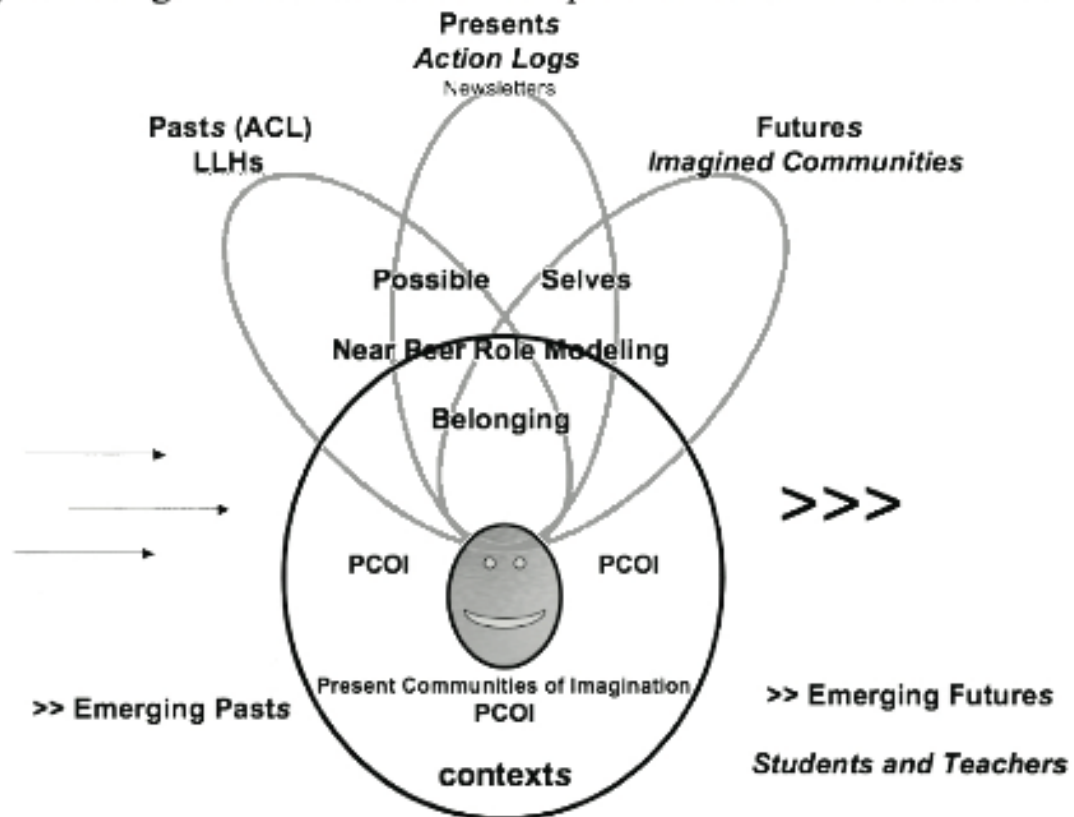 Presents
Action Logs
Newsletters
Pasts (ACL)
LLHs
Futures
Imagined Communities
Possible Selves
Near Beer Role Modeling
Belonging
>>>
PCOI PCOI
Present Communities of Imagination
PCOI
>> Emerging Pasts
>> Emerging Futures
Students and Teachers
contexts